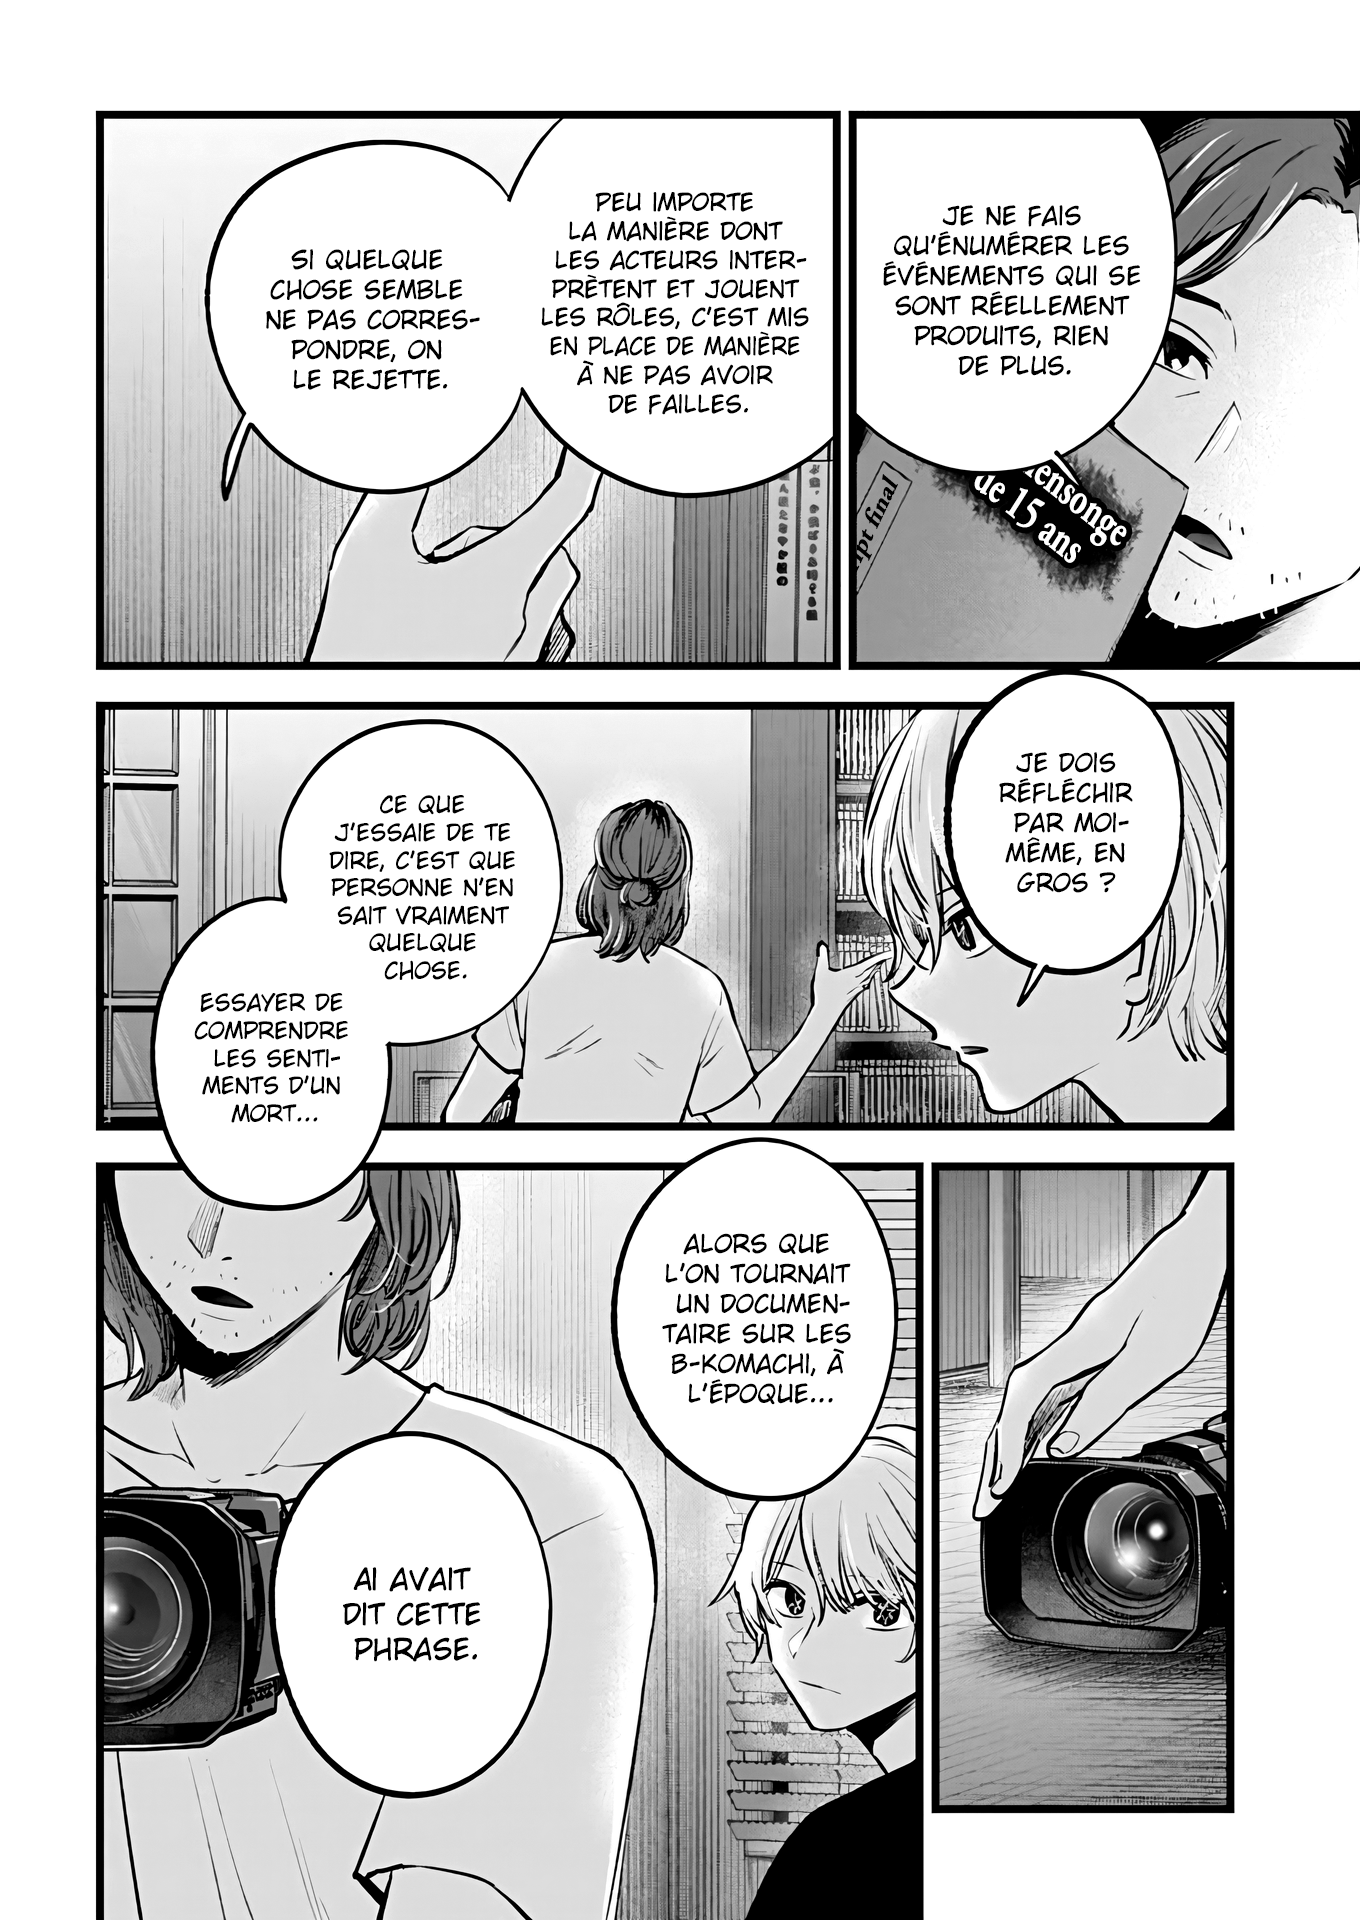 JE NE FAIS
QU'ÉNUMÉRER LES
ÉVÉNEMENTS QUI SE
SONT RÉELLEMENT
PRODUITS, RIEN
DE PLUS.
ensonge
de 15 ans
ipt final
PEU IMPORTE
LA MANIÈRE DONT
LES ACTEURS INTER-
PRÈTENT ET JOUENT
LES RÔLES, C'EST MIS
EN PLACE DE MANIÈRE
À NE PAS AVOIR
DE FAILLES.
SI QUELQUE
CHOSE SEMBLE
NE PAS CORRES-
PONDRE, ON
LE REJETTE.
JE DOIS
RÉFLÉCHIR
PAR MOI-
MÊME, EN
GROS ?
CE QUE
J'ESSAIE DE TE
DIRE, C'EST QUE
PERSONNE N'EN
SAIT VRAIMENT
QUELQUE
CHOSE.
ESSAYER DE
COMPRENDRE
LES SENTI-
MENTS D'UN
MORT...
ALORS QUE
L'ON TOURNAIT
UN DOCUMEN-
TAIRE SUR LES
B-KOMACHI, À
L'ÉPOQUE...
AI AVAIT
DIT CETTE
PHRASE.